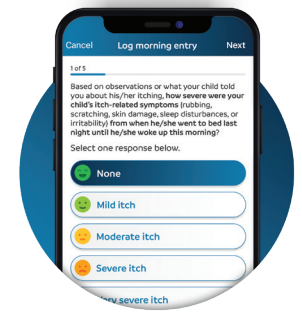 Cancel Log morning entry Next
1 of 5
Based on observations or what your child told
you about his/her itching, how severe were your
child's itch-related symptoms (rubbing,
scratching, skin damage, sleep disturbances, or
irritability) from when he/she went to bed last
night until he/she woke up this morning?
Select one response below.
None
Mild itch
Moderate itch
Severe itch
Very severe itch